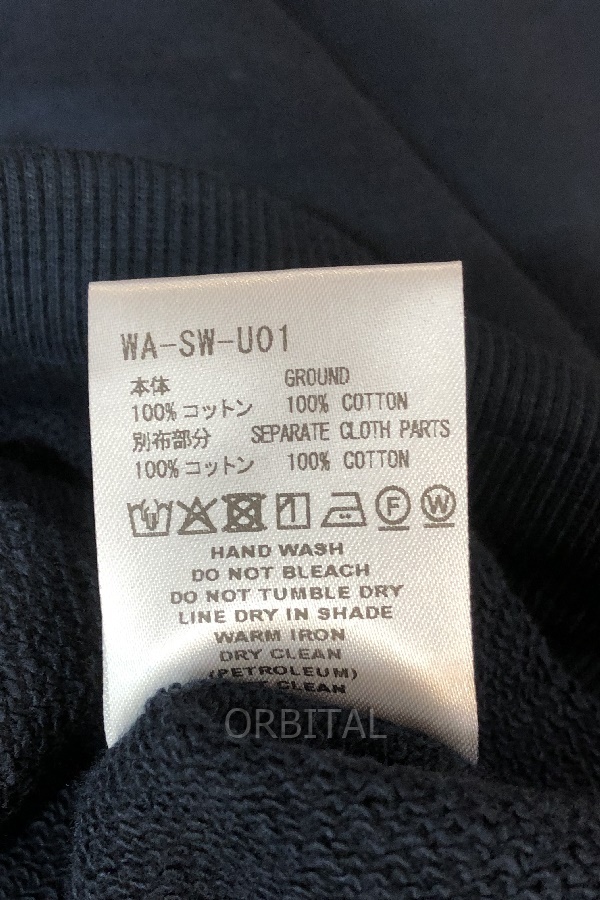 WA-SW-U01
本体 GROUND
100% コットン 100% COTTON
別布部分 SEPARATE CLOTH PARTS
100% コットン 100% COTTON
F W
HAND WASH
DO NOT BLEACH
DO NOT TUMBLE DRY
LINE DRY IN SHADE
WARM IRON
DRY CLEAN
(PETROLEUM)
CLEAN
ORBITAL